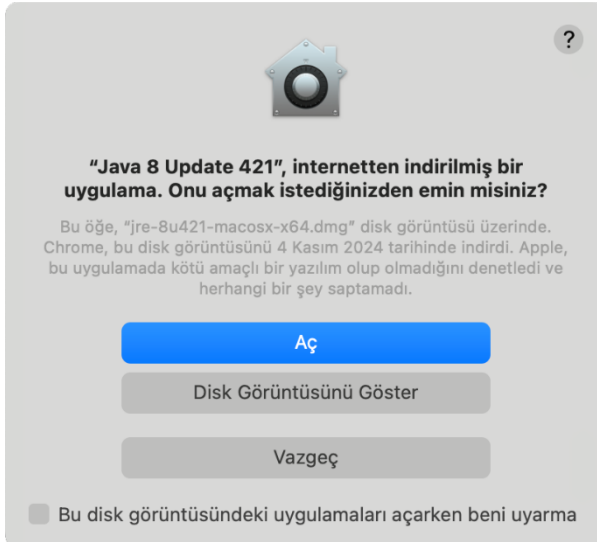 ?
“Java 8 Update 421”, internetten indirilmiş bir
uygulama. Onu açmak istediğinizden emin misiniz?
Bu öğe, “jre-8u421-macosx-x64.dmg” disk görüntüsü üzerinde.
Chrome, bu disk görüntüsünü 4 Kasım 2024 tarihinde indirdi. Apple,
bu uygulamada kötü amaçlı bir yazılım olup olmadığını denetledi ve
herhangi bir şey saptamadı.
Aç
Disk Görüntüsünü Göster
Vazgeç
Bu disk görüntüsündeki uygulamaları açarken beni uyarma